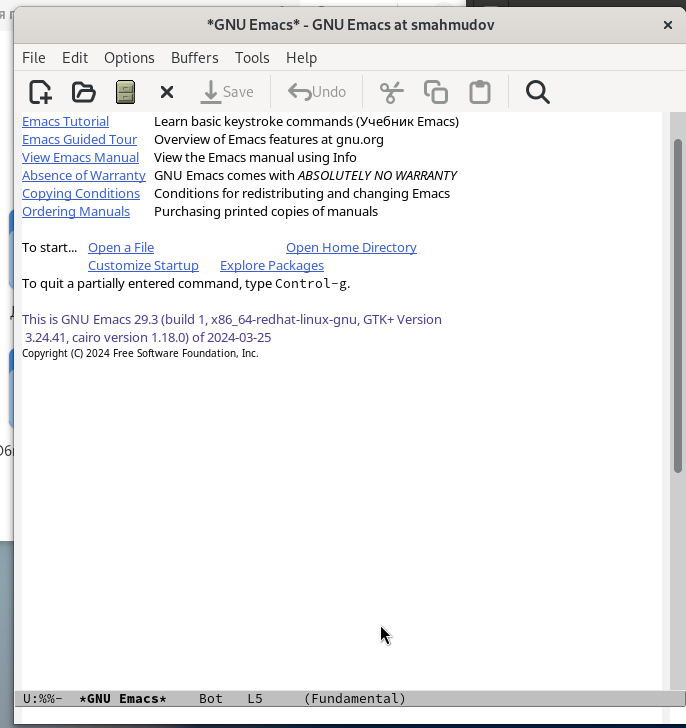 *GNU Emacs* - GNU Emacs at smahmudov
File Edit Options Buffers Tools Help
Save Undo
Emacs Tutorial Learn basic keystroke commands (Учебник Emacs)
Emacs Guided Tour Overview of Emacs features at gnu.org
View Emacs Manual View the Emacs manual using Info
Absence of Warranty GNU Emacs comes with ABSOLUTELY NO WARRANTY
Copying Conditions Conditions for redistributing and changing Emacs
Ordering Manuals Purchasing printed copies of manuals
To start... Open a File Open Home Directory
Customize Startup Explore Packages
To quit a partially entered command, type Control-g.
This is GNU Emacs 29.3 (build 1, x86_64-redhat-linux-gnu, GTK+ Version
3.24.41, cairo version 1.18.0) of 2024-03-25
Copyright (C) 2024 Free Software Foundation, Inc.
U:%%- *GNU Emacs* Bot L5 (Fundamental)